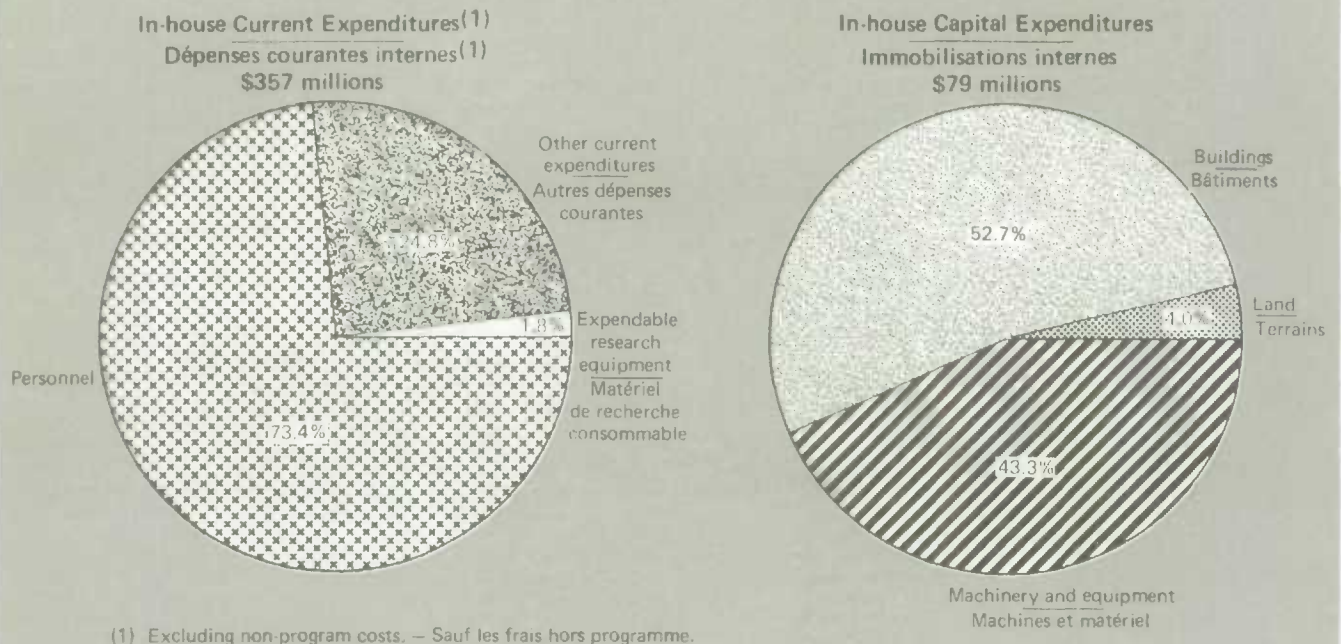 In-house Current Expenditures(1)
Dépenses courantes internes(1)
$357 millions
Other current
expenditures
Autres dépenses
courantes
24.8%
1.8%
Expendable
research
equipment
Matériel
de recherche
consommable
Personnel
73.4%
In-house Capital Expenditures
Immobilisations internes
$79 millions
Buildings
Bâtiments
52.7%
Land
Terrains
4.0%
43.3%
Machinery and equipment
Machines et matériel
(1) Excluding non-program costs. – Sauf les frais hors programme.